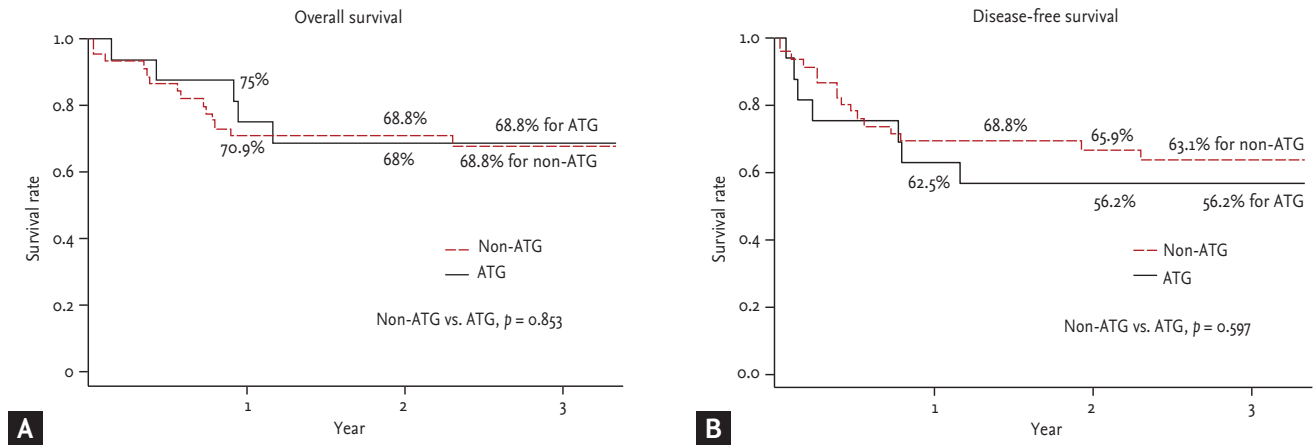 Overall survival
1.0
0.8
0.6
0.4
0.2
0
Survival rate
75%
70.9%
68.8%
68%
68.8% for ATG
68.8% for non-ATG
Non-ATG
ATG
Non-ATG vs. ATG, p = 0.853
1
2
3
Year
A
Disease-free survival
1.0
0.8
0.6
0.4
0.2
0.0
Survival rate
62.5%
68.8%
65.9%
56.2%
63.1% for non-ATG
56.2% for ATG
Non-ATG
ATG
Non-ATG vs. ATG, p = 0.597
1
2
3
Year
B